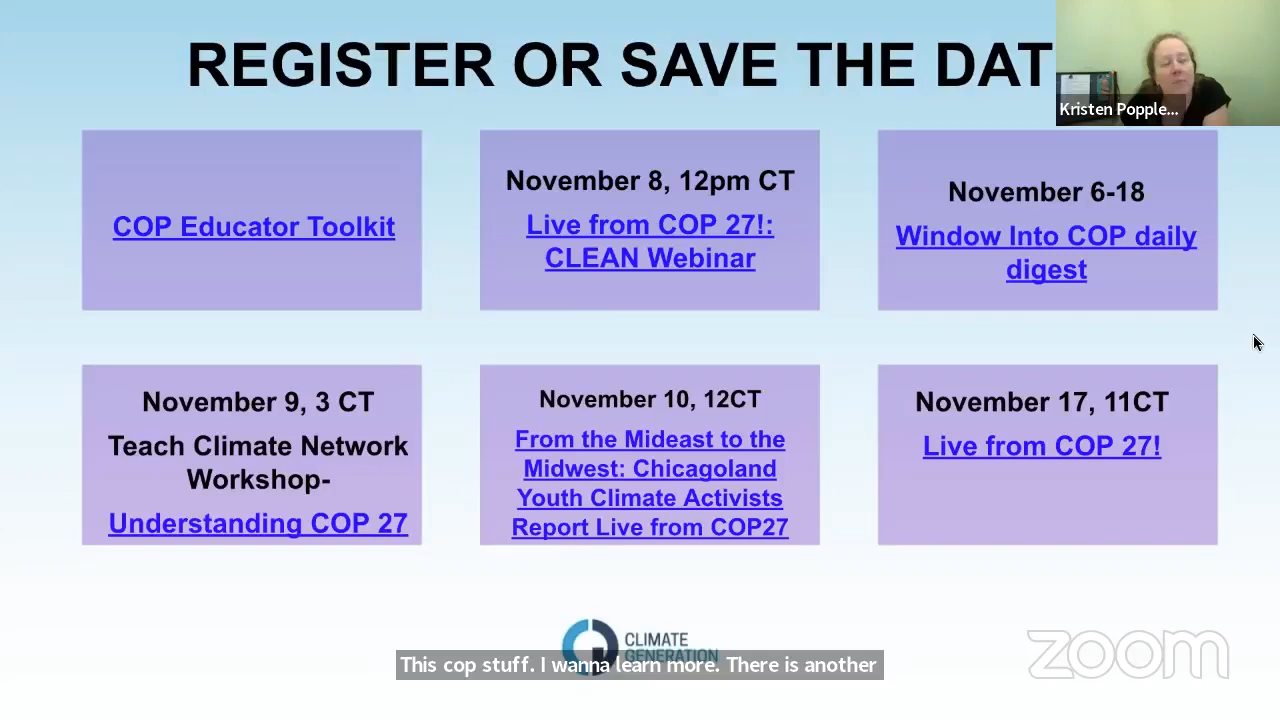 REGISTER OR SAVE THE DAT
Kristen Popple...
COP Educator Toolkit
November 8, 12pm CT
Live from COP 27!:
CLEAN Webinar
November 6-18
Window Into COP daily
digest
November 9, 3 CT
Teach Climate Network
Workshop-
Understanding COP 27
November 10, 12CT
From the Mideast to the
Midwest: Chicagoland
Youth Climate Activists
Report Live from COP27
November 17, 11CT
Live from COP 27!
CLIMATE
GENERATION
This cop stuff. I wanna learn more. There is another
zoom